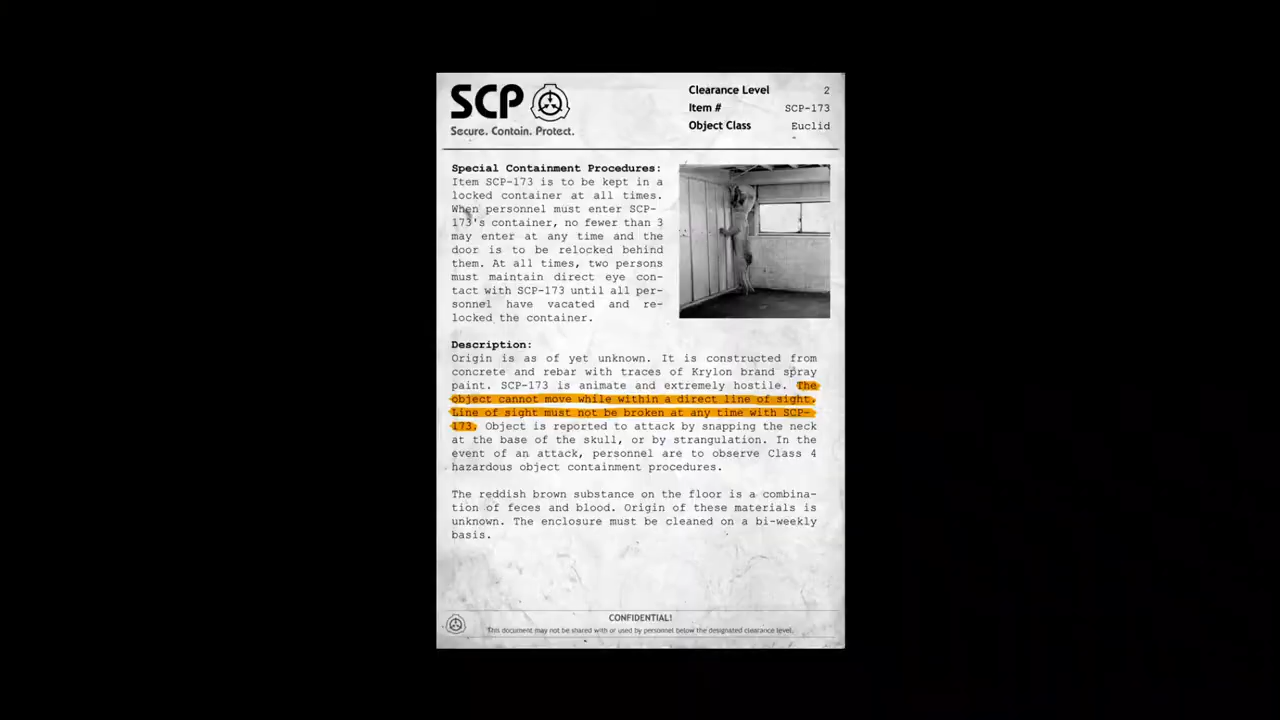 SCP
Secure. Contain. Protect.
Clearance Level 2
Item # SCP-173
Object Class Euclid
Special Containment Procedures:
Item SCP-173 is to be kept in a
locked container at all times.
When personnel must enter SCP-
173's container, no fewer than 3
may enter at any time and the
door is to be relocked behind
them. At all times, two persons
must maintain direct eye con-
tact with SCP-173 until all per-
sonnel have vacated and re-
locked the container.
Description:
Origin is as of yet unknown. It is constructed from
concrete and rebar with traces of Krylon brand spray
paint. SCP-173 is animate and extremely hostile. The
object cannot move while within a direct line of sight.
Line of sight must not be broken at any time with SCP-
173. Object is reported to attack by snapping the neck
at the base of the skull, or by strangulation. In the
event of an attack, personnel are to observe Class 4
hazardous object containment procedures.
The reddish brown substance on the floor is a combina-
tion of feces and blood. Origin of these materials is
unknown. The enclosure must be cleaned on a bi-weekly
basis.
CONFIDENTIAL!
This document may not be shared with or used by personnel below the designated clearance level.